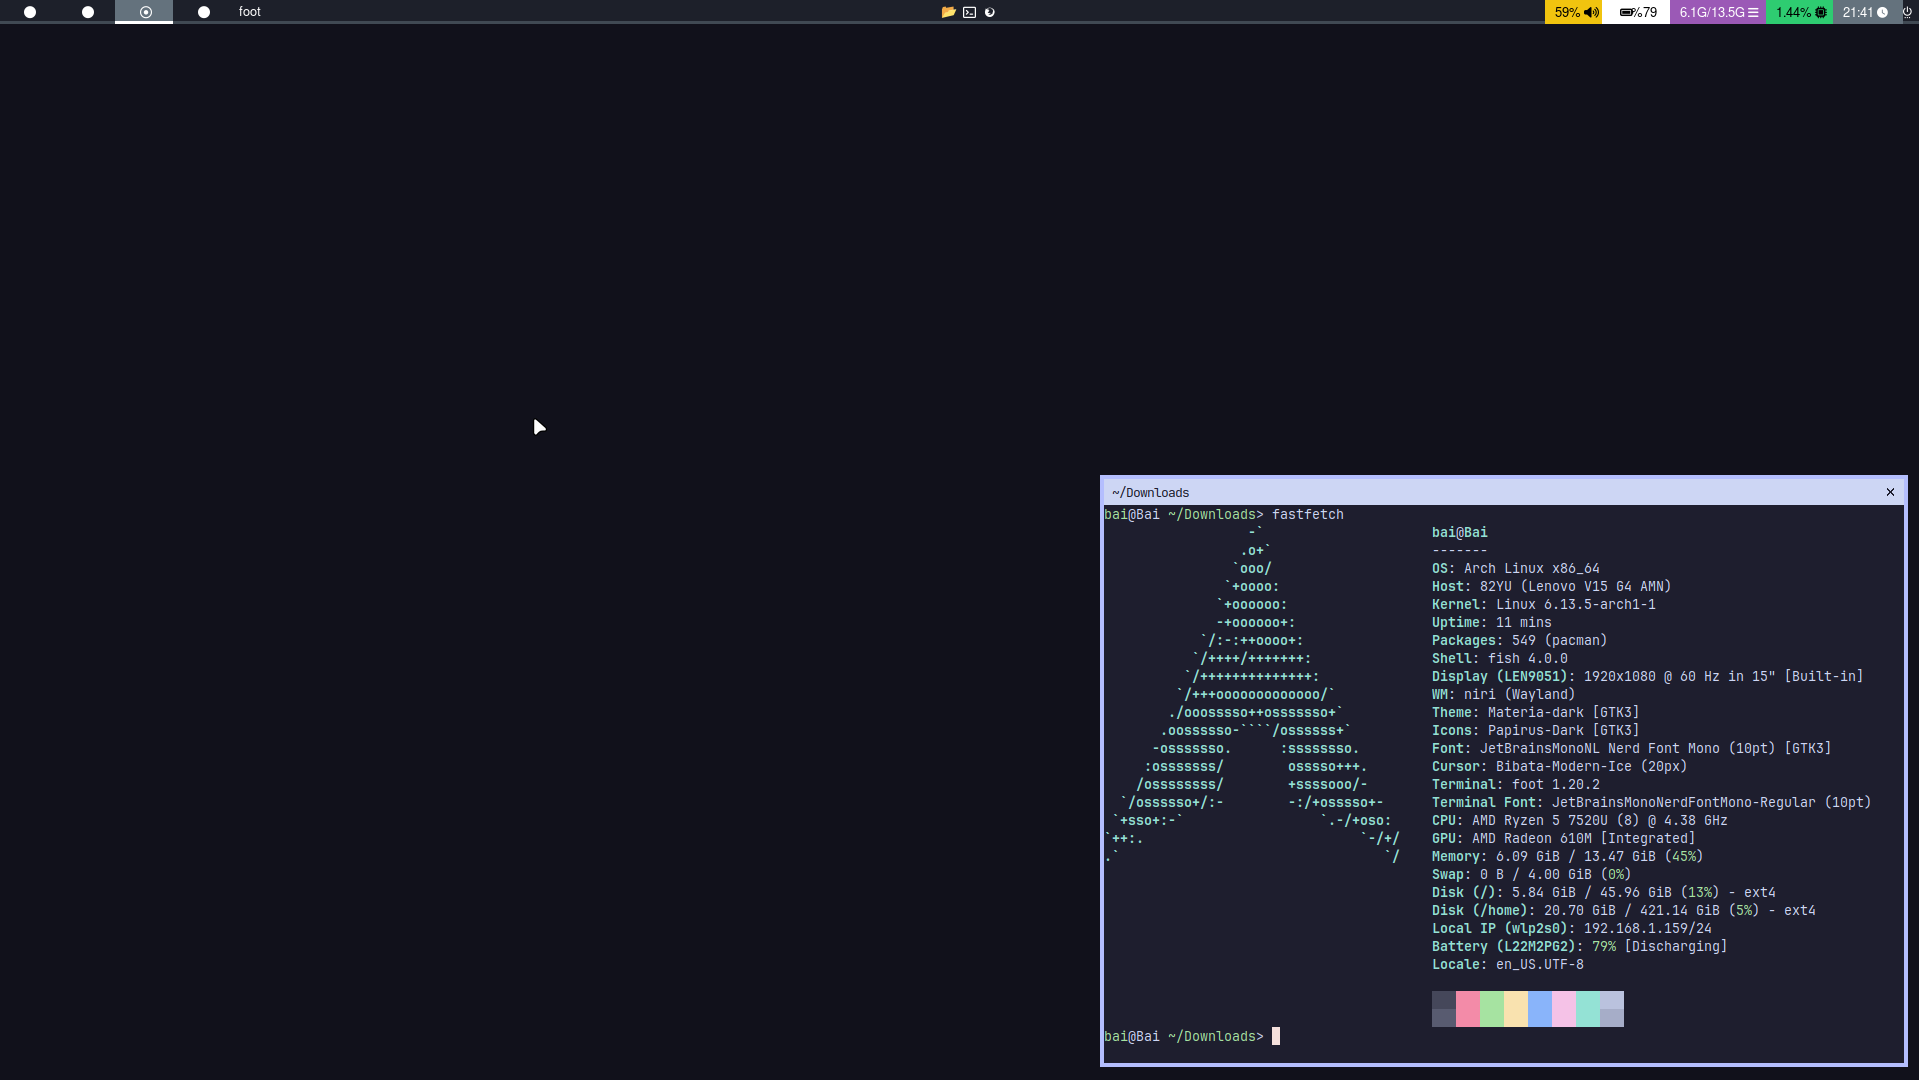 foot
59%
%79
6.1G/13.5G
1.44%
21:41
~/Downloads
bai@Bai ~/Downloads> fastfetch
-`
.o+`
`ooo/
`+oooo:
`+oooooo:
-+oooooo+:
`/:-:++oooo+:
`/++++/+++++++:
`/++++++++++++++:
`/+++ooooooooooooo/`
./ooosssso++osssssso+`
.oossssso-````/ossssss+`
-osssssso.      :ssssssso.
:osssssss/        osssso+++.
/ossssssss/        +ssssooo/-
`/ossssso+/:-        -:/+osssso+-
`+sso+:-`                 `.-/+oso:
`++:.                           `-/+/
.`                                 `/
bai@Bai
-------
OS: Arch Linux x86_64
Host: 82YU (Lenovo V15 G4 AMN)
Kernel: Linux 6.13.5-arch1-1
Uptime: 11 mins
Packages: 549 (pacman)
Shell: fish 4.0.0
Display (LEN9051): 1920x1080 @ 60 Hz in 15" [Built-in]
WM: niri (Wayland)
Theme: Materia-dark [GTK3]
Icons: Papirus-Dark [GTK3]
Font: JetBrainsMonoNL Nerd Font Mono (10pt) [GTK3]
Cursor: Bibata-Modern-Ice (20px)
Terminal: foot 1.20.2
Terminal Font: JetBrainsMonoNerdFontMono-Regular (10pt)
CPU: AMD Ryzen 5 7520U (8) @ 4.38 GHz
GPU: AMD Radeon 610M [Integrated]
Memory: 6.09 GiB / 13.47 GiB (45%)
Swap: 0 B / 4.00 GiB (0%)
Disk (/): 5.84 GiB / 45.96 GiB (13%) - ext4
Disk (/home): 20.70 GiB / 421.14 GiB (5%) - ext4
Local IP (wlp2s0): 192.168.1.159/24
Battery (L22M2PG2): 79% [Discharging]
Locale: en_US.UTF-8
bai@Bai ~/Downloads>